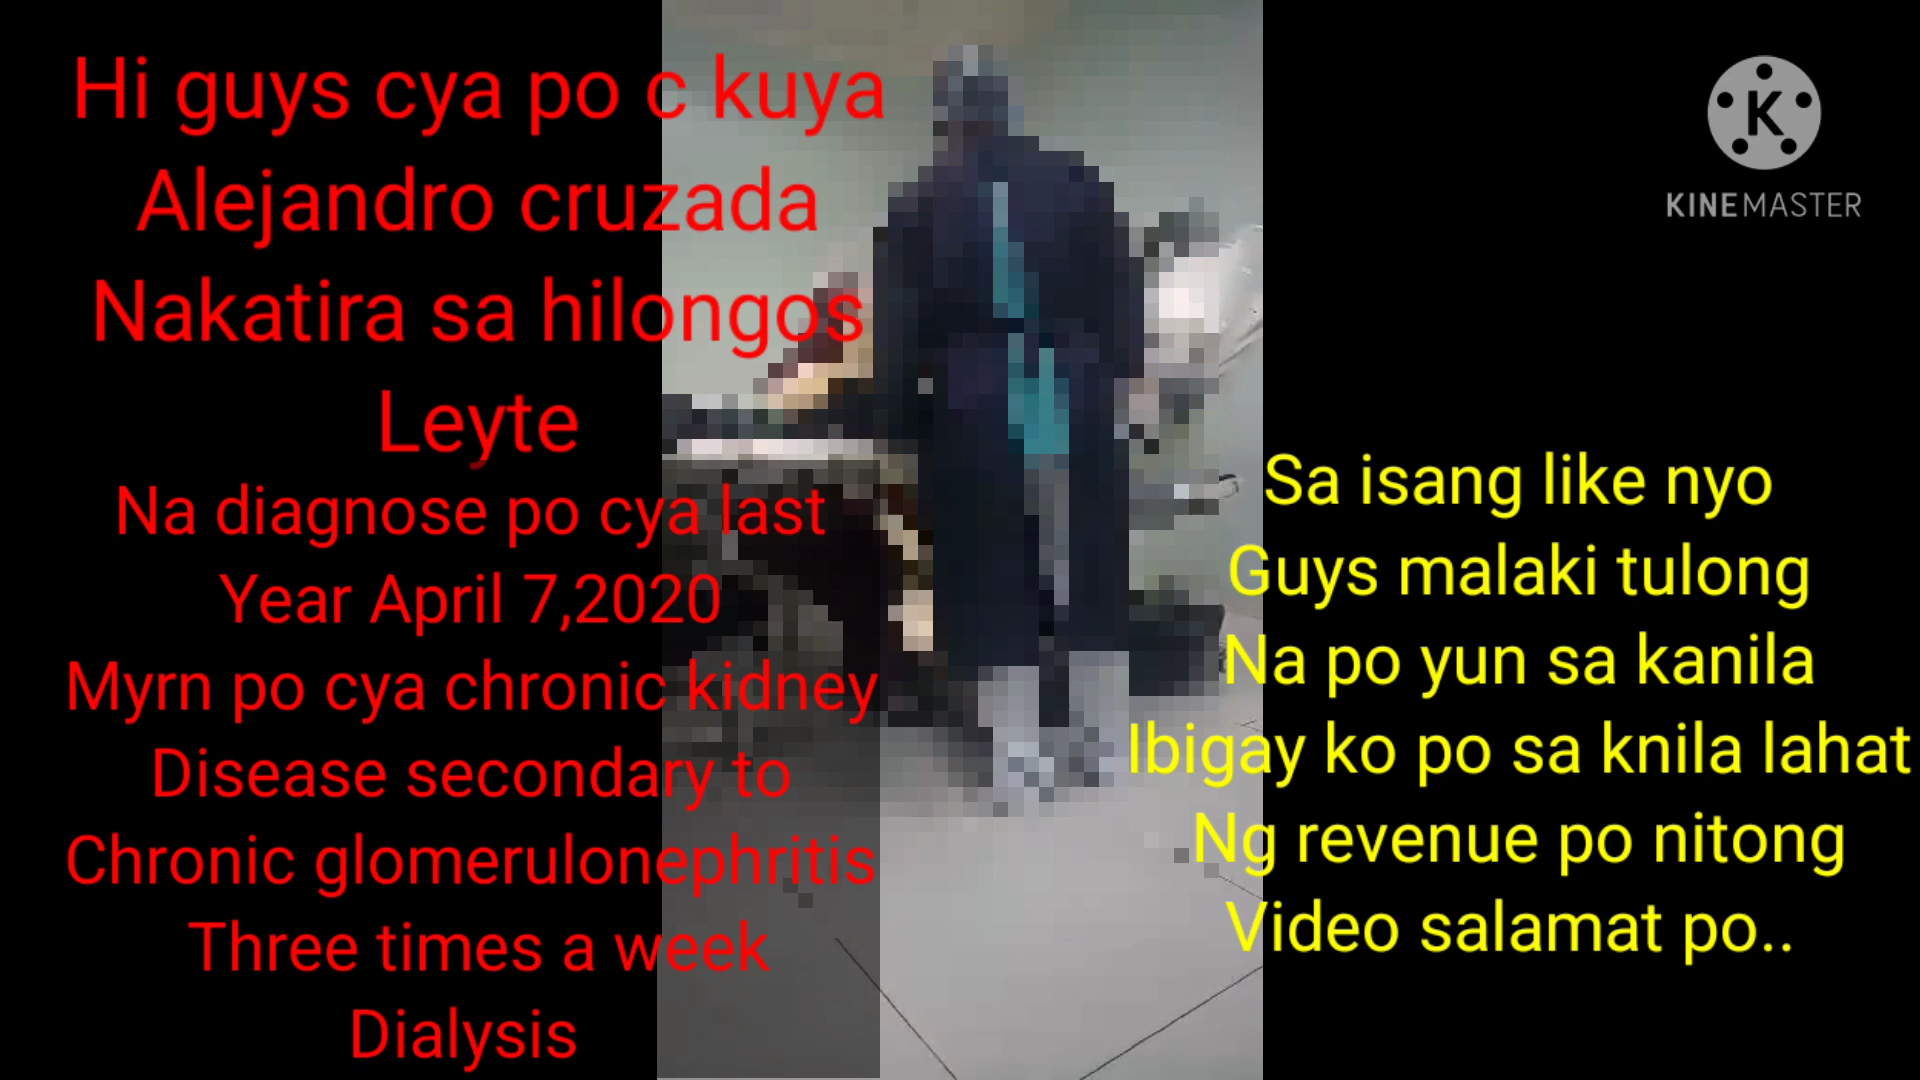 Hi guys cya po c kuya
Alejandro cruzada
Nakatira sa hilongos
Leyte
Na diagnose po cya last
Year April 7,2020
Myrn po cya chronic kidney
Disease secondary to
Chronic glomerulonephritis
Three times a week
Dialysis
K
KINEMASTER
Sa isang like nyo
Guys malaki tulong
Na po yun sa kanila
Ibigay ko po sa knila lahat
Ng revenue po nitong
Video salamat po..